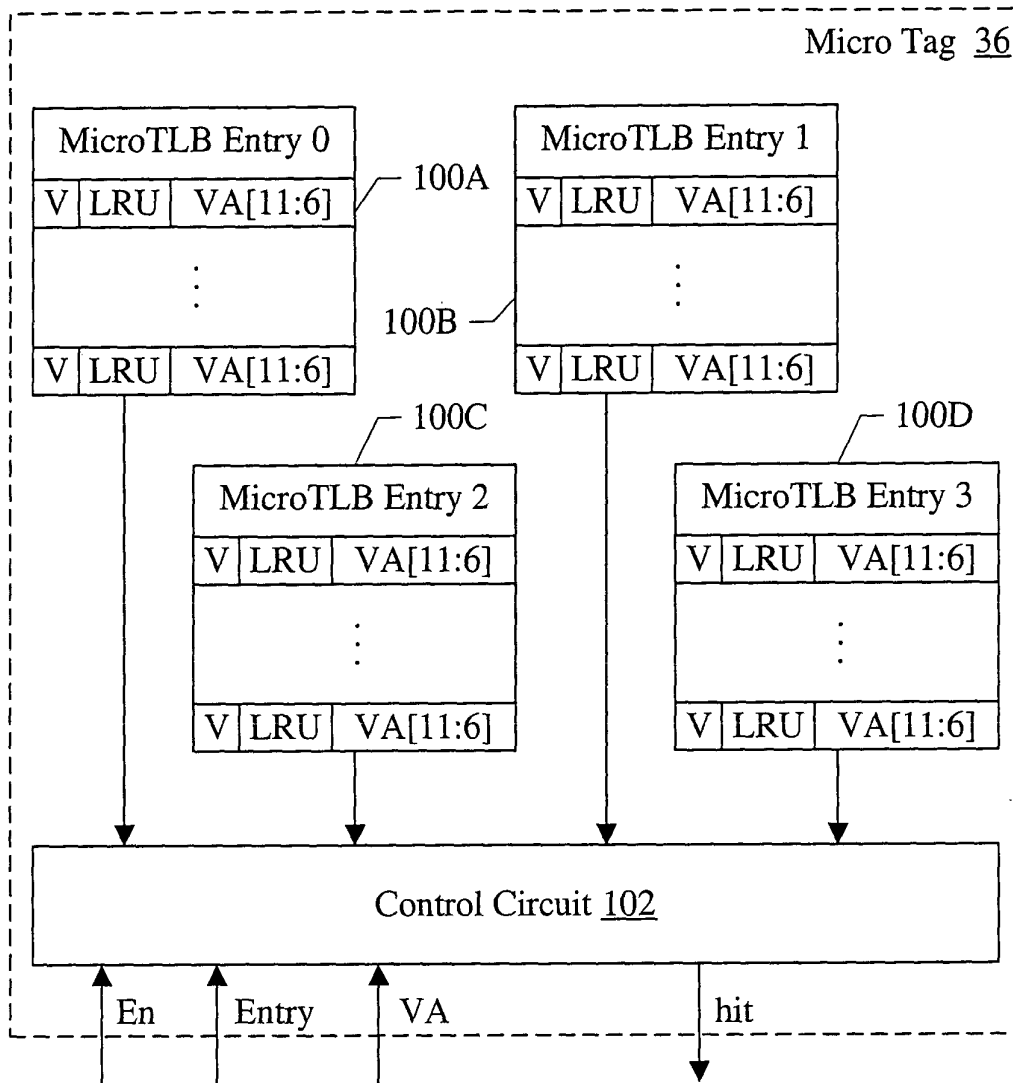 Micro Tag 36
MicroTLB Entry 0
V LRU VA[11:6]
⋮
V LRU VA[11:6]
100A
MicroTLB Entry 1
V LRU VA[11:6]
⋮
V LRU VA[11:6]
100B
100C
MicroTLB Entry 2
V LRU VA[11:6]
⋮
V LRU VA[11:6]
100D
MicroTLB Entry 3
V LRU VA[11:6]
⋮
V LRU VA[11:6]
Control Circuit 102
En
Entry
VA
hit